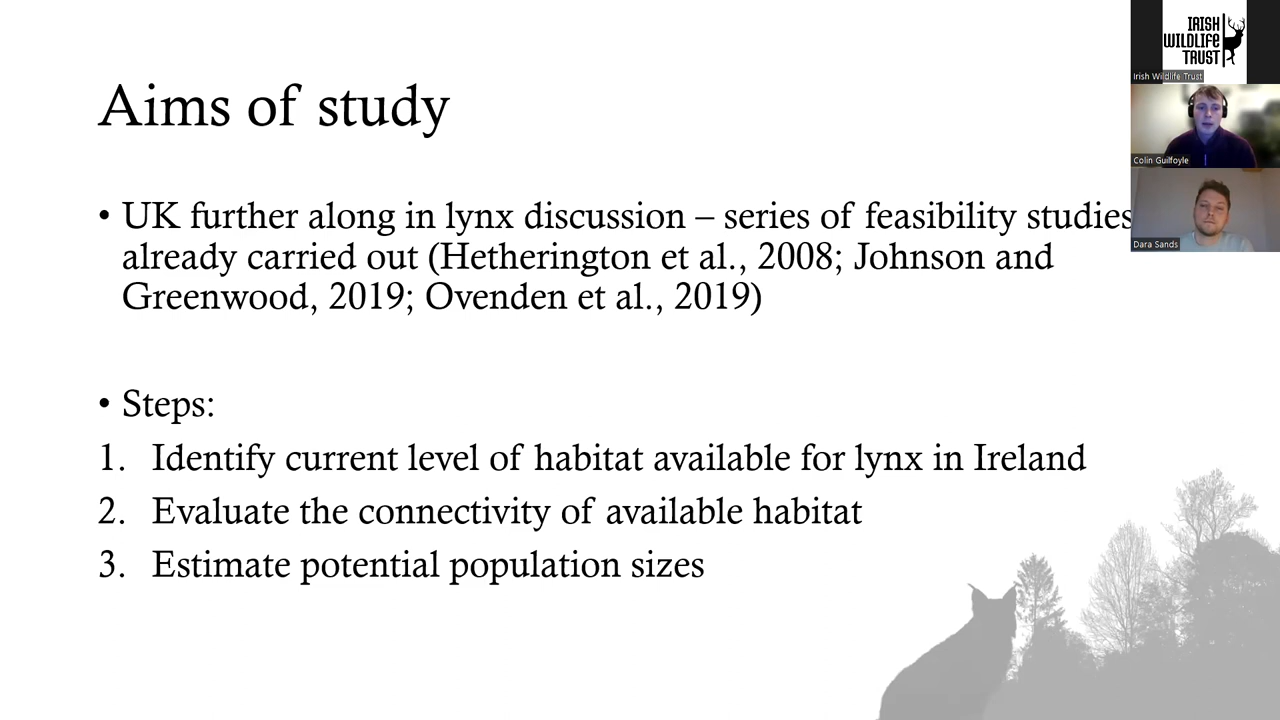 Aims of study
• UK further along in lynx discussion – series of feasibility studies
already carried out (Hetherington et al., 2008; Johnson and
Greenwood, 2019; Ovenden et al., 2019)
• Steps:
1. Identify current level of habitat available for lynx in Ireland
2. Evaluate the connectivity of available habitat
3. Estimate potential population sizes
IRISH
WILDLIFE
TRUST
Irish Wildlife Trust
Colin Guilfoyle
Dara Sands